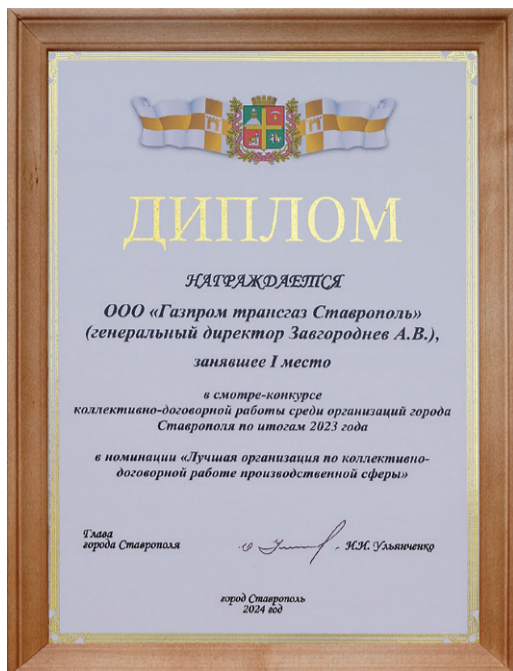 ДИПЛОМ
НАГРАЖДАЕТСЯ
ООО «Газпром трансгаз Ставрополь»
(генеральный директор Завгороднев А.В.),
занявшее I место
в смотре-конкурсе
коллективно-договорной работы среди организаций города
Ставрополя по итогам 2023 года
в номинации «Лучшая организация по коллективно-
договорной работе производственной сферы»
Глава
города Ставрополя
И.И. Ульянченко
город Ставрополь
2024 год